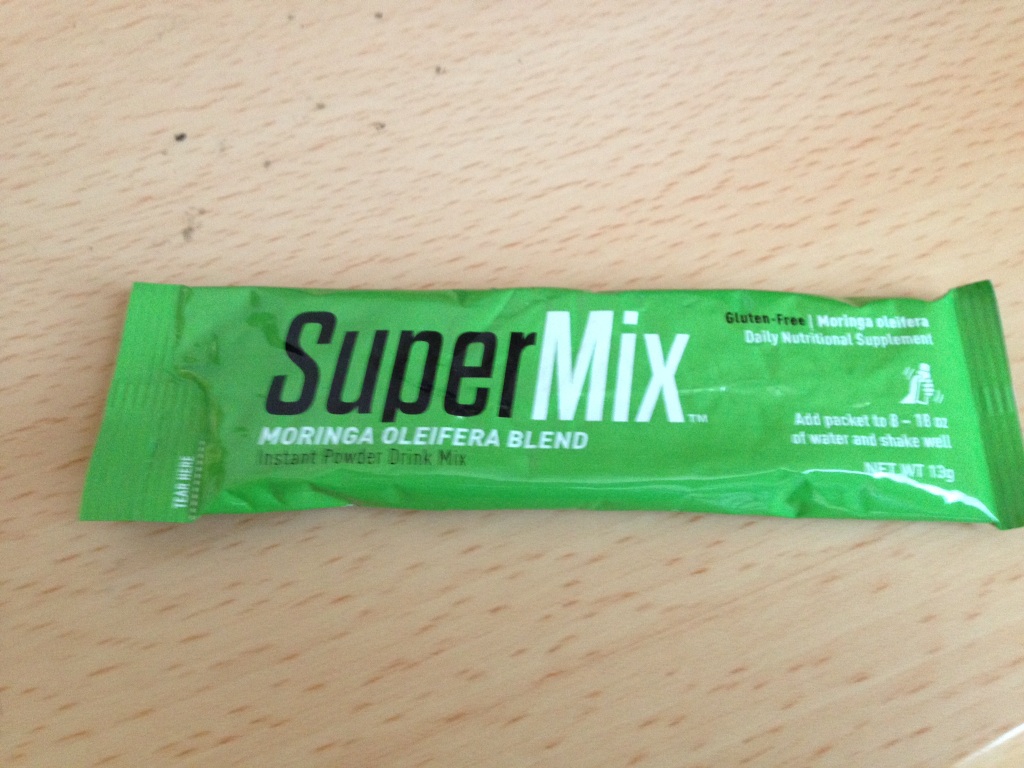 SuperMix™
MORINGA OLEIFERA BLEND
Instant Powder Drink Mix
TEAR HERE
Gluten-Free | Moringa oleifera
Daily Nutritional Supplement
Add packet to 8 – 18 oz
of water and shake well
NET WT 13g